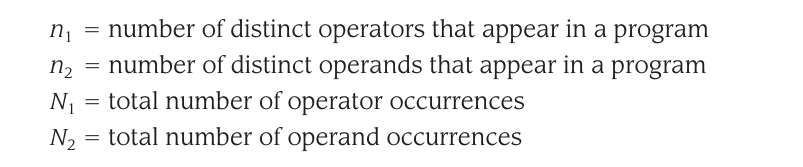 n₁ = number of distinct operators that appear in a program
n₂ = number of distinct operands that appear in a program
N₁ = total number of operator occurrences
N₂ = total number of operand occurrences